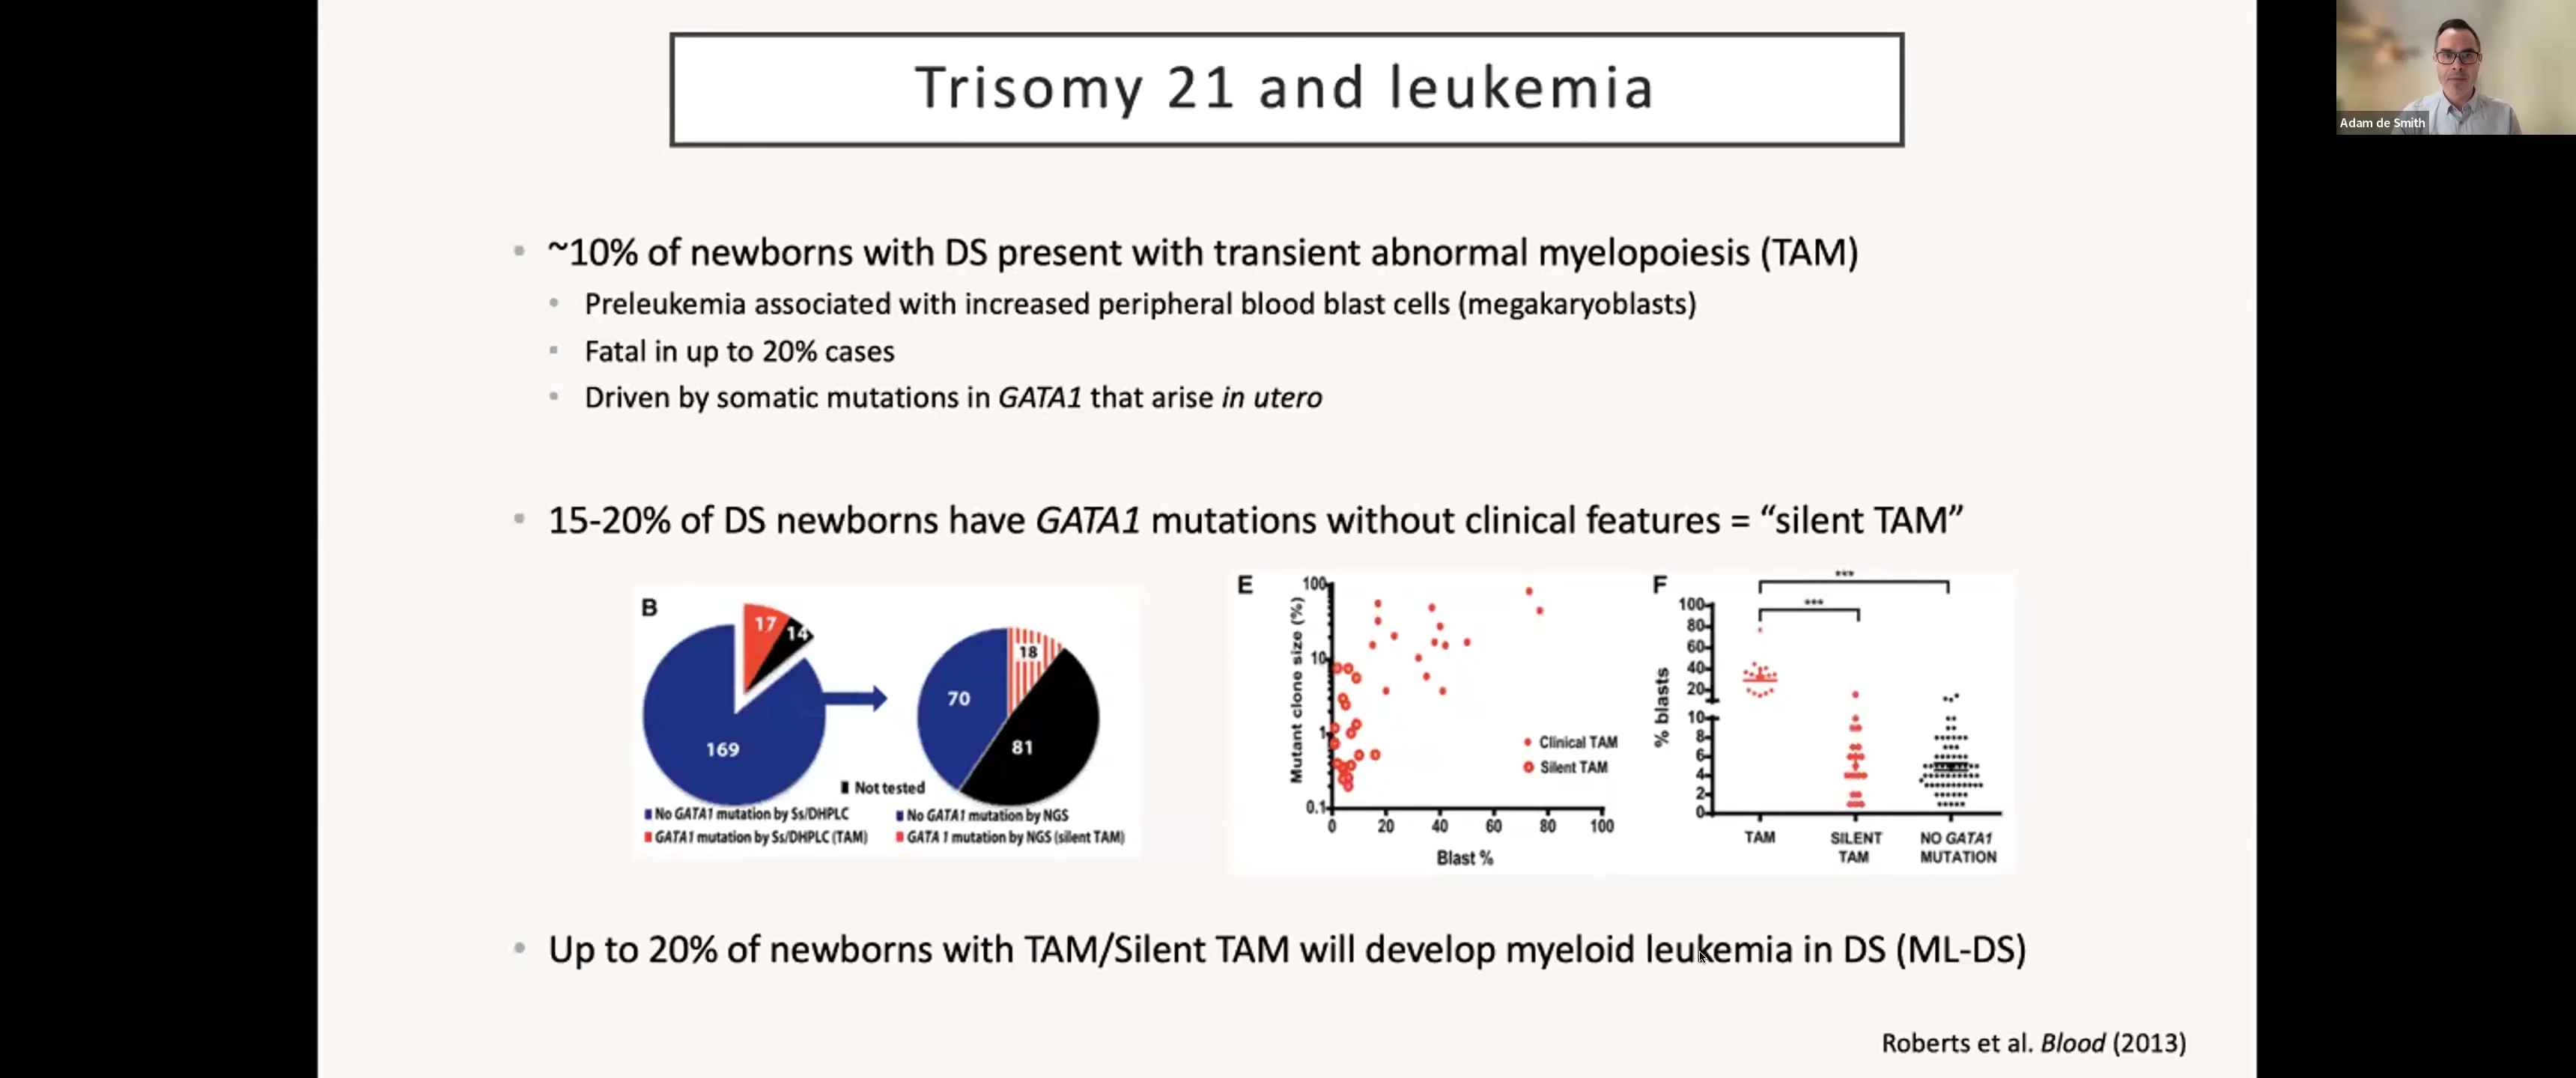 Trisomy 21 and leukemia
Adam de Smith
~10% of newborns with DS present with transient abnormal myelopoiesis (TAM)
Preleukemia associated with increased peripheral blood blast cells (megakaryoblasts)
Fatal in up to 20% cases
Driven by somatic mutations in GATA1 that arise in utero
15-20% of DS newborns have GATA1 mutations without clinical features = “silent TAM”
B
17
14
169
18
70
81
Not tested
No GATA1 mutation by Ss/DHPLC
GATA1 mutation by Ss/DHPLC (TAM)
No GATA1 mutation by NGS
GATA 1 mutation by NGS (silent TAM)
E
Mutant clone size (%)
100
10
1
0.1
0 20 40 60 80 100
Blast %
Clinical TAM
Silent TAM
F
% blasts
100
80
60
40
20
10
8
6
4
2
0
***
***
TAM
SILENT
TAM
NO GATA1
MUTATION
Up to 20% of newborns with TAM/Silent TAM will develop myeloid leukemia in DS (ML-DS)
Roberts et al. Blood (2013)